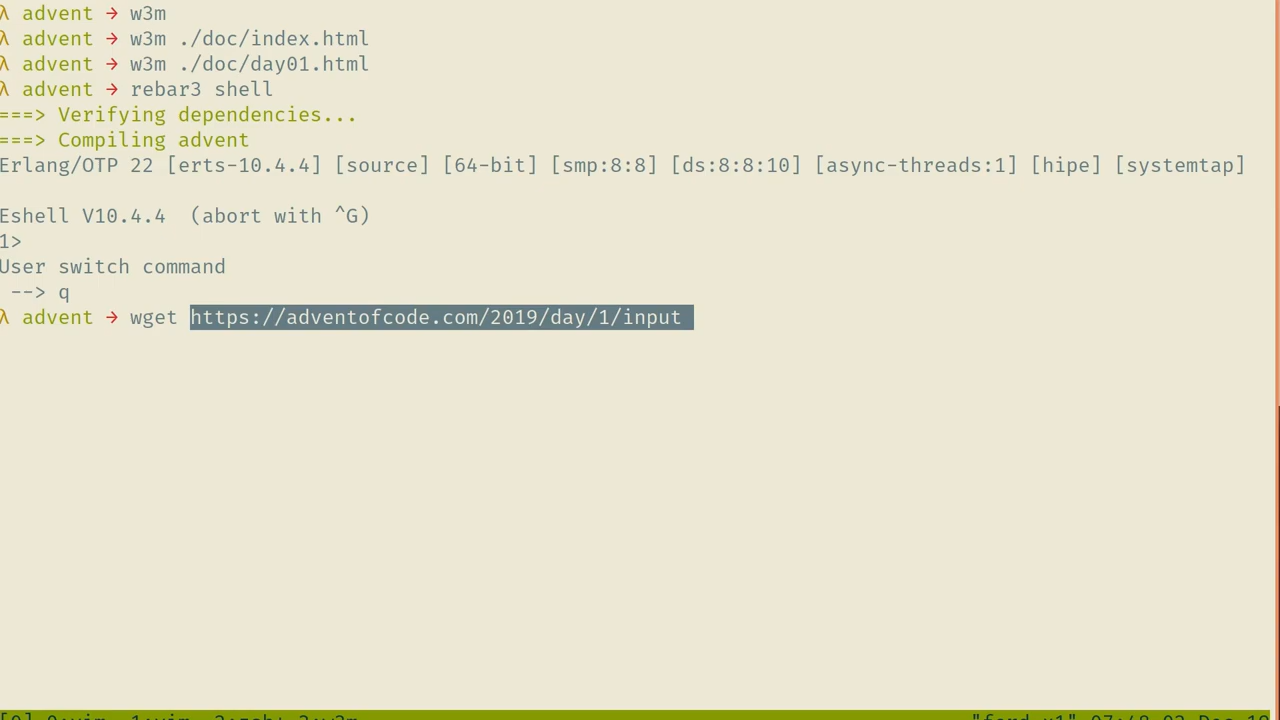 λ advent → w3m
λ advent → w3m ./doc/index.html
λ advent → w3m ./doc/day01.html
λ advent → rebar3 shell
===> Verifying dependencies...
===> Compiling advent
Erlang/OTP 22 [erts-10.4.4] [source] [64-bit] [smp:8:8] [ds:8:8:10] [async-threads:1] [hipe] [systemtap]
Eshell V10.4.4  (abort with ^G)
1>
User switch command
 --> q
λ advent → wget https://adventofcode.com/2019/day/1/input